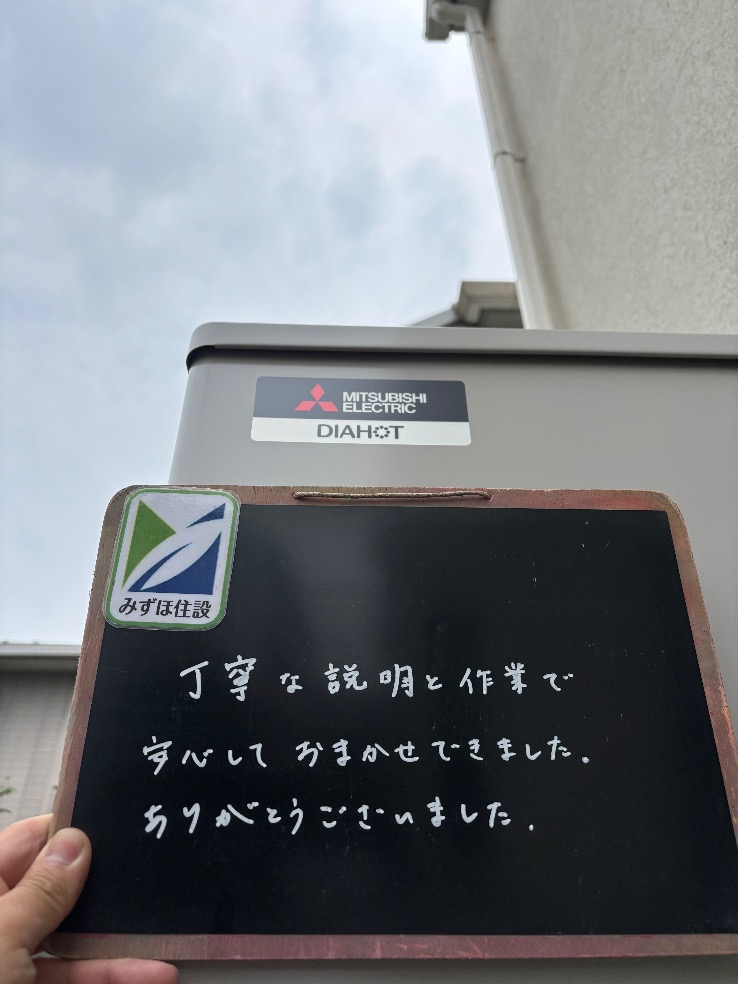 MITSUBISHI
ELECTRIC
DIAHOT
みずほ住設
丁寧な説明と作業で
安心して おまかせできました.
ありがとうございました.